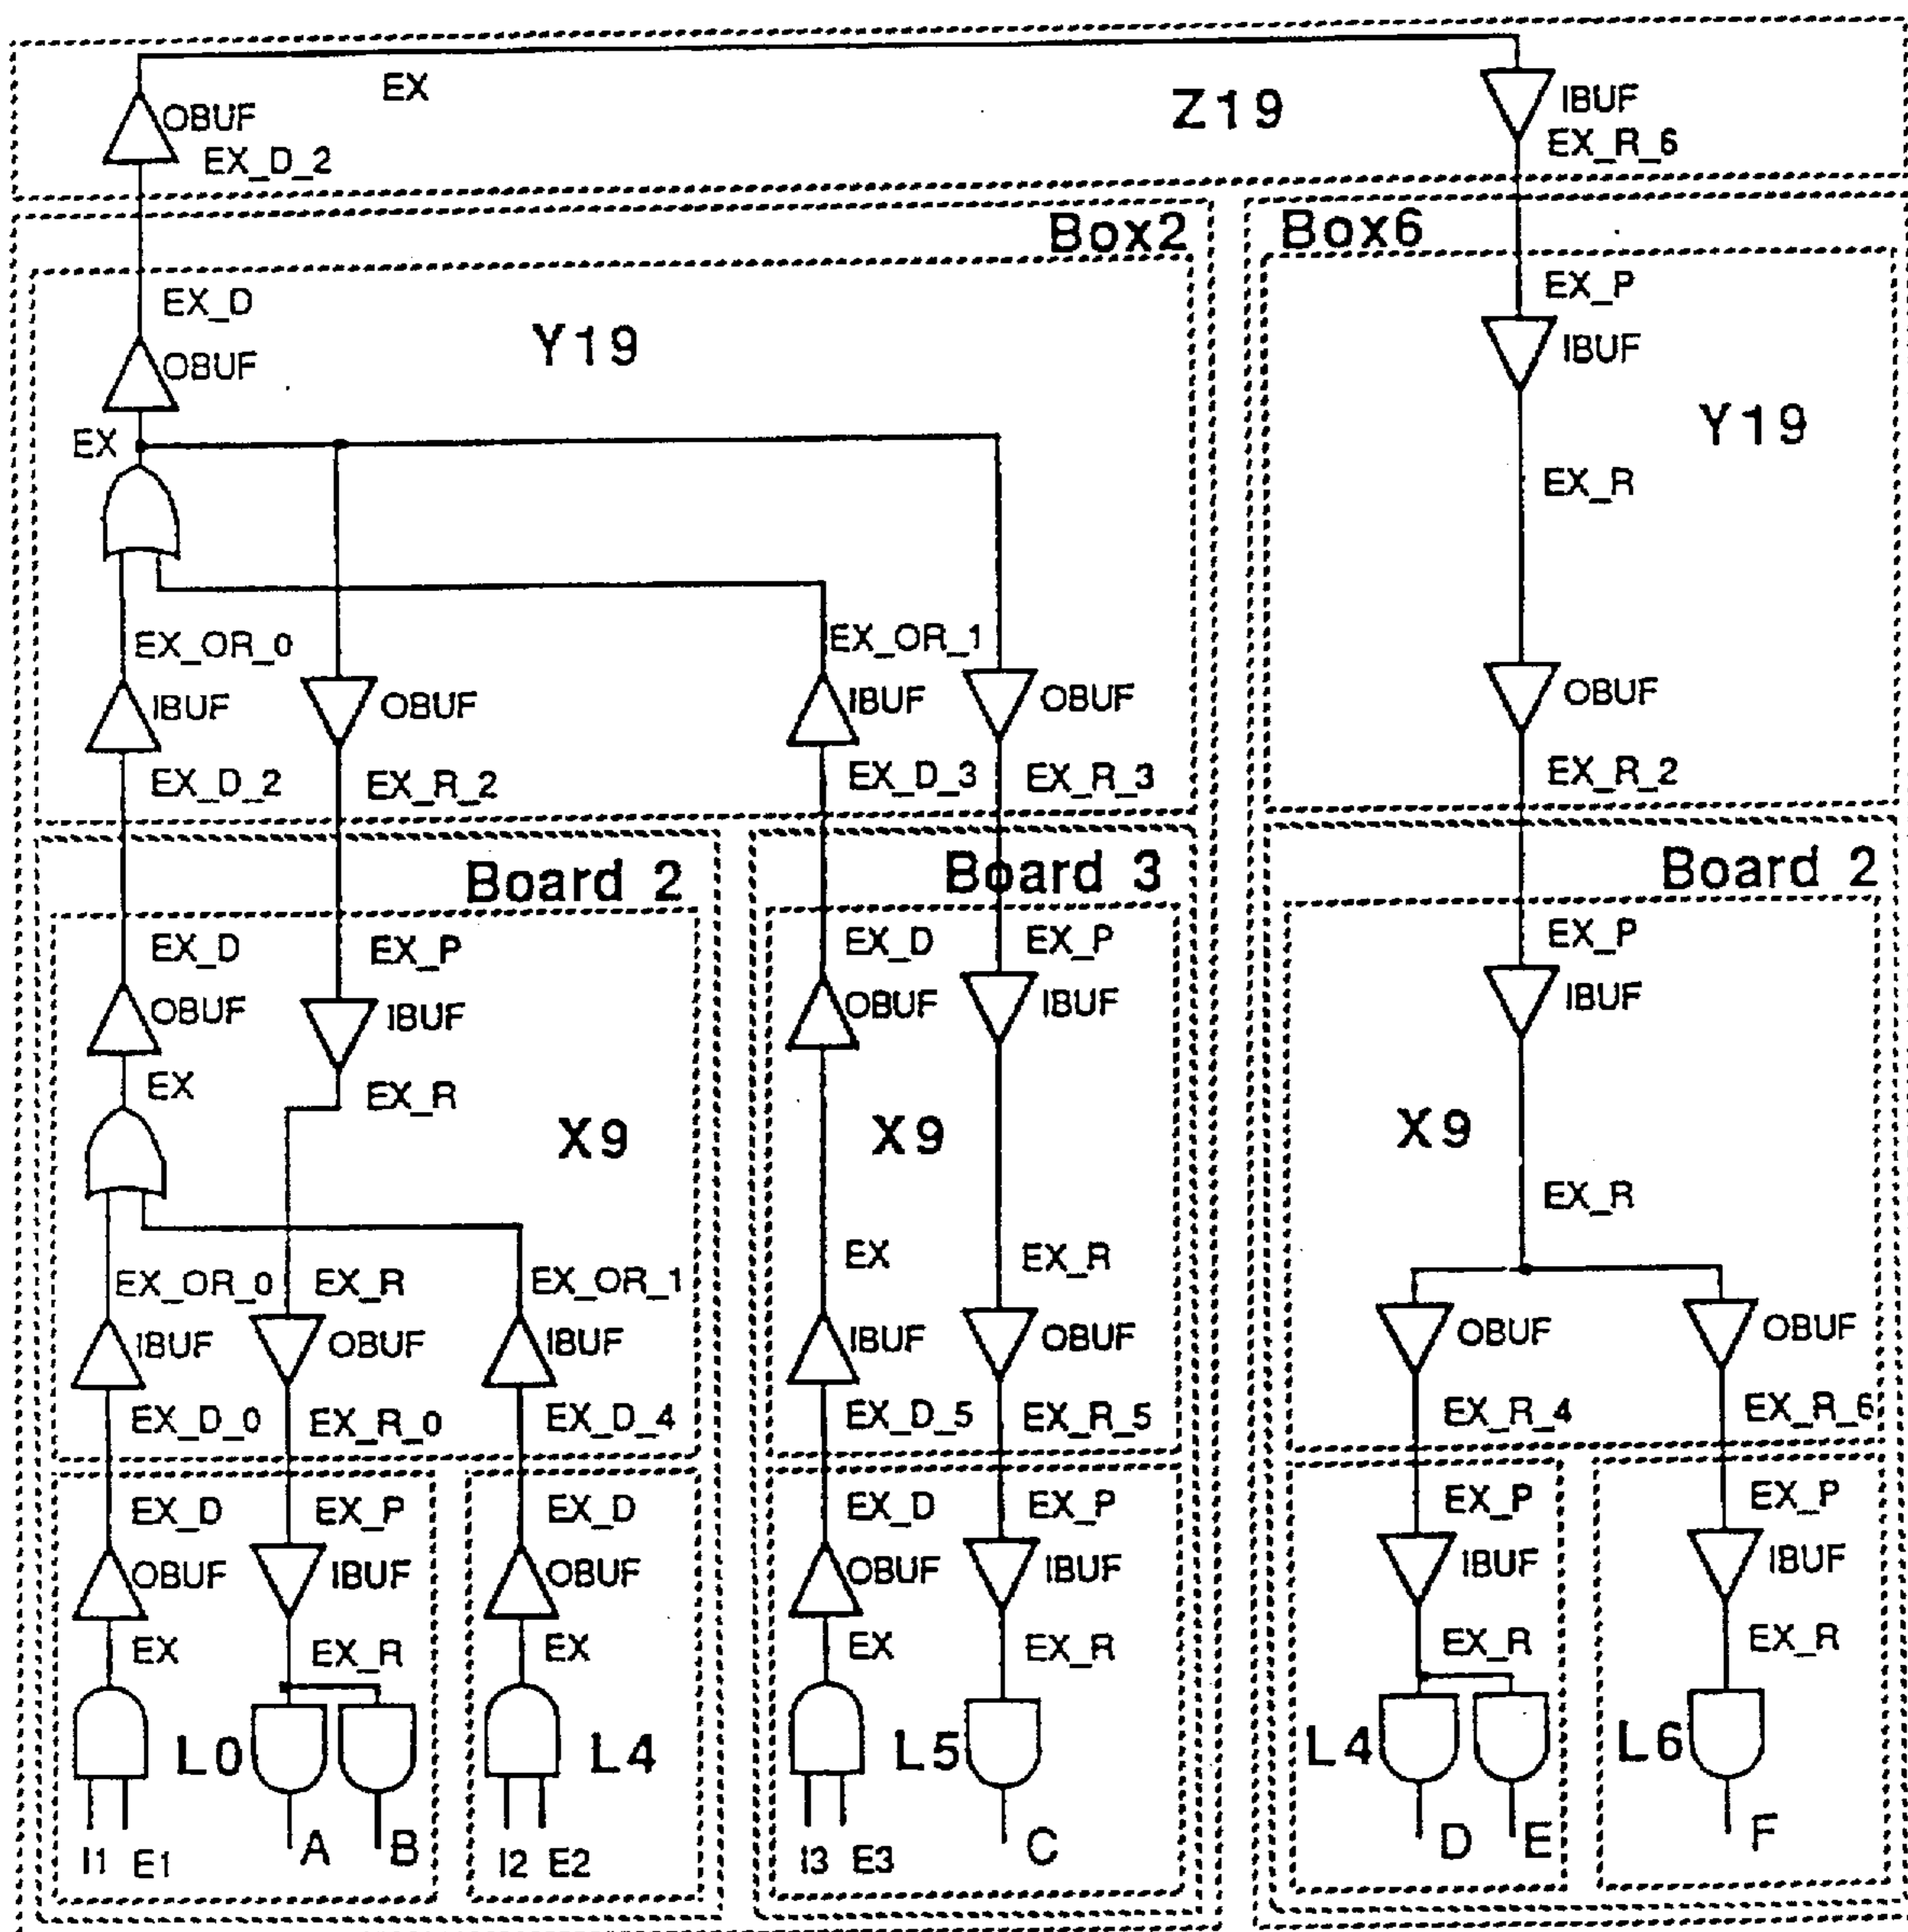 EX
OBUF
Z19
IBUF
EX_D_2
EX_R_6
Box2
Box6
EX_D
EX_P
OBUF
Y19
IBUF
EX
Y19
EX_R
EX_OR_0
EX_OR_1
IBUF
OBUF
IBUF
OBUF
OBUF
EX_D_2
EX_R_2
EX_D_3
EX_R_3
EX_R_2
Board 2
Board 3
Board 2
EX_D
EX_P
EX_D
EX_P
EX_P
OBUF
IBUF
OBUF
IBUF
IBUF
EX
EX_R
X9
X9
X9
EX_R
EX
EX_R
EX_OR_0
EX_R
EX_OR_1
IBUF
OBUF
IBUF
IBUF
OBUF
OBUF
OBUF
EX_D_0
EX_R_0
EX_D_4
EX_D_5
EX_R_5
EX_R_4
EX_R_6
EX_D
EX_P
EX_D
EX_D
EX_P
EX_P
EX_P
OBUF
IBUF
OBUF
OBUF
IBUF
IBUF
IBUF
EX
EX_R
EX
EX
EX_R
EX_R
EX_R
L0
L4
L5
L4
L6
I1 E1
A
B
I2 E2
I3 E3
C
D
E
F